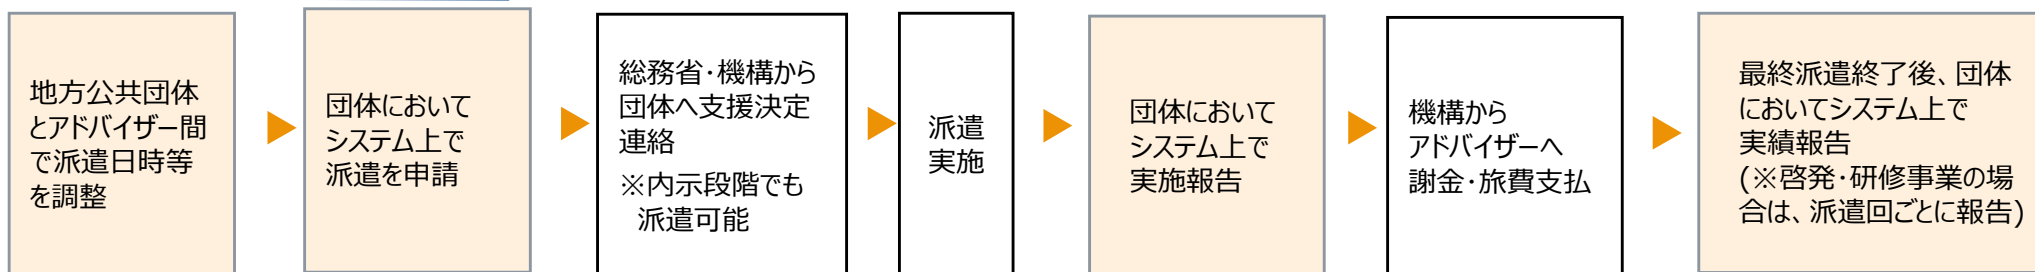 地方公共団体
とアドバイザー間
で派遣日時等
を調整
団体において
システム上で
派遣を申請
総務省・機構から
団体へ支援決定
連絡
※内示段階でも
派遣可能
派遣
実施
団体において
システム上で
実施報告
機構から
アドバイザーへ
謝金・旅費支払
最終派遣終了後、団体
においてシステム上で
実績報告
(※啓発・研修事業の場
合は、派遣回ごとに報告)